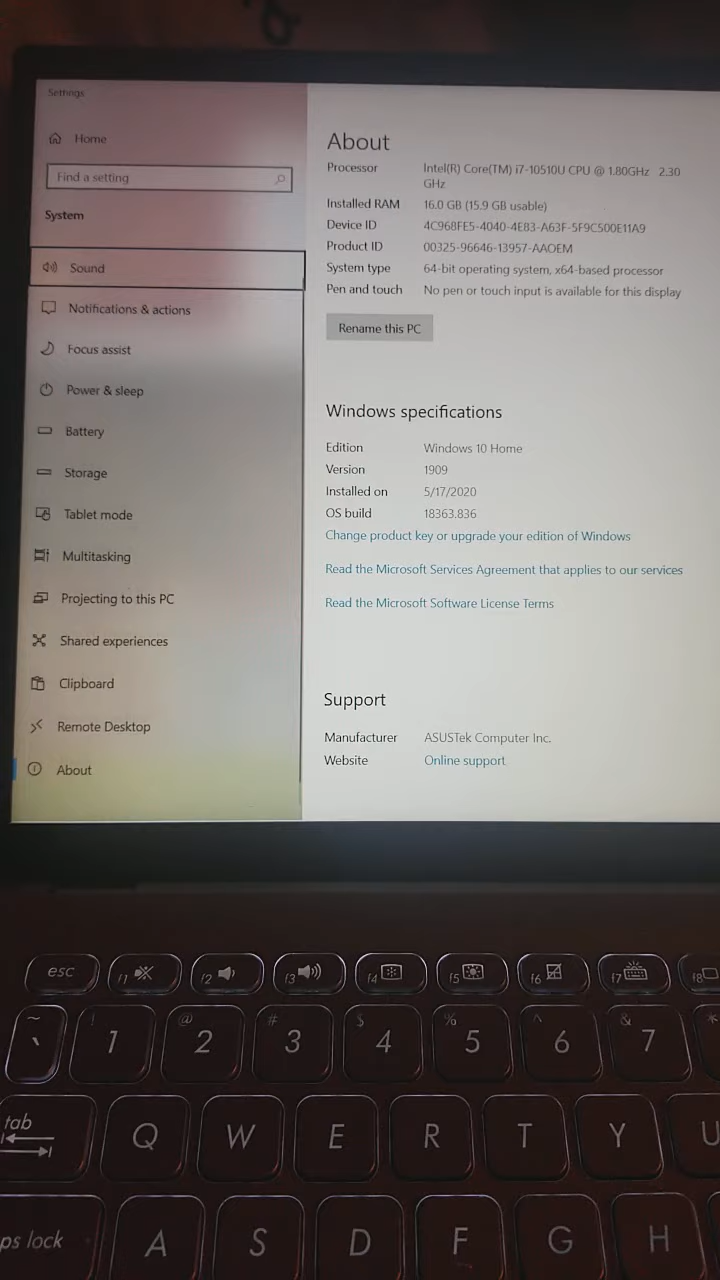 Settings
Home
Find a setting
System
Sound
Notifications & actions
Focus assist
Power & sleep
Battery
Storage
Tablet mode
Multitasking
Projecting to this PC
Shared experiences
Clipboard
Remote Desktop
About
About
Processor Intel(R) Core(TM) i7-10510U CPU @ 1.80GHz 2.30
GHz
Installed RAM 16.0 GB (15.9 GB usable)
Device ID 4C968FE5-4040-4E83-A63F-5F9C500E11A9
Product ID 00325-96646-13957-AAOEM
System type 64-bit operating system, x64-based processor
Pen and touch No pen or touch input is available for this display
Rename this PC
Windows specifications
Edition Windows 10 Home
Version 1909
Installed on 5/17/2020
OS build 18363.836
Change product key or upgrade your edition of Windows
Read the Microsoft Services Agreement that applies to our services
Read the Microsoft Software License Terms
Support
Manufacturer ASUSTek Computer Inc.
Website Online support
esc f1 f2 f3 f4 f5 f6 f7 f8
~ ! @ # $ % ^ & *
` 1 2 3 4 5 6 7
tab Q W E R T Y U
ps lock A S D F G H